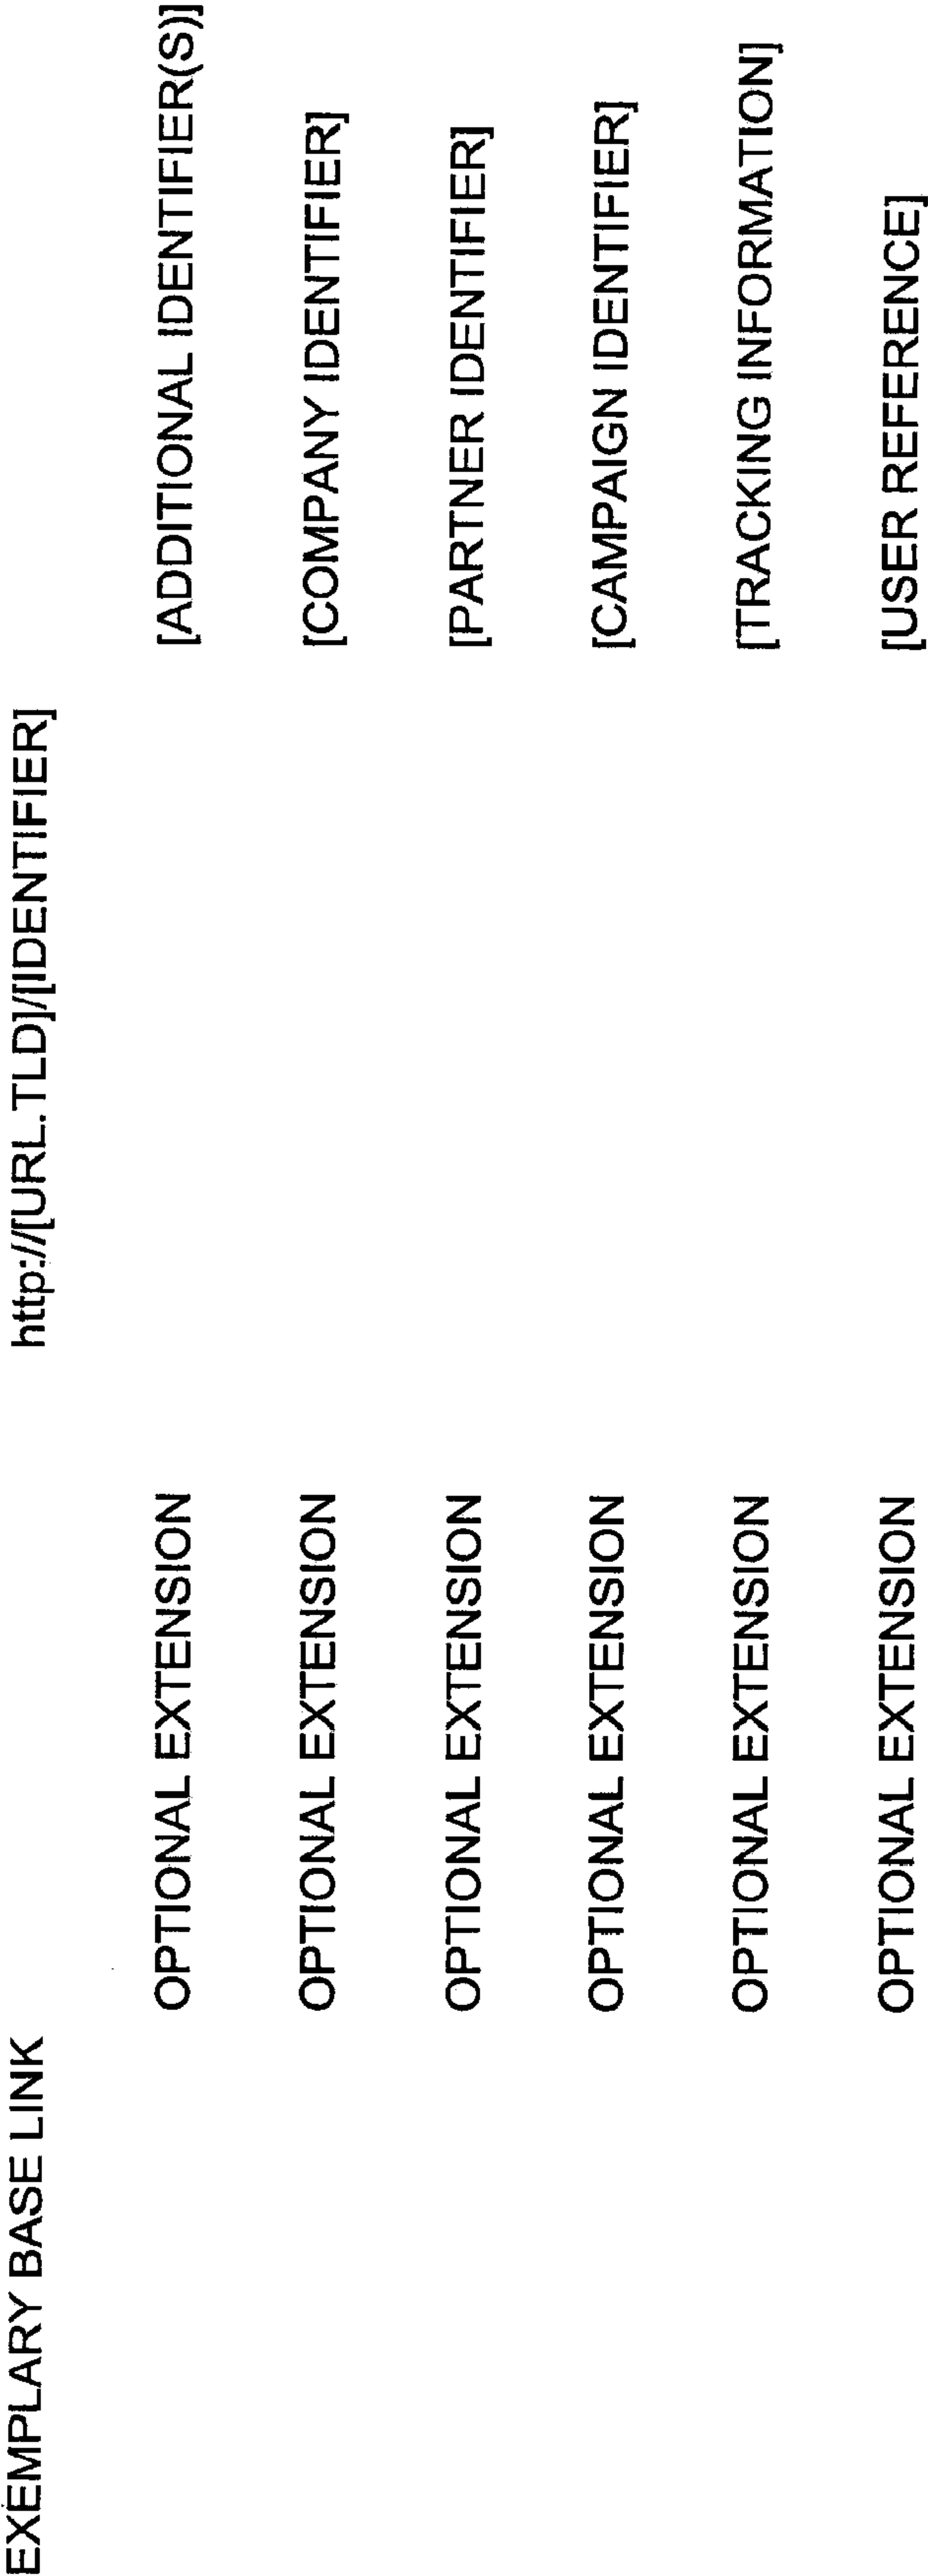 EXEMPLARY BASE LINK http://[URL.TLD]/[IDENTIFIER]
OPTIONAL EXTENSION [ADDITIONAL IDENTIFIER(S)]
OPTIONAL EXTENSION [COMPANY IDENTIFIER]
OPTIONAL EXTENSION [PARTNER IDENTIFIER]
OPTIONAL EXTENSION [CAMPAIGN IDENTIFIER]
OPTIONAL EXTENSION [TRACKING INFORMATION]
OPTIONAL EXTENSION [USER REFERENCE]